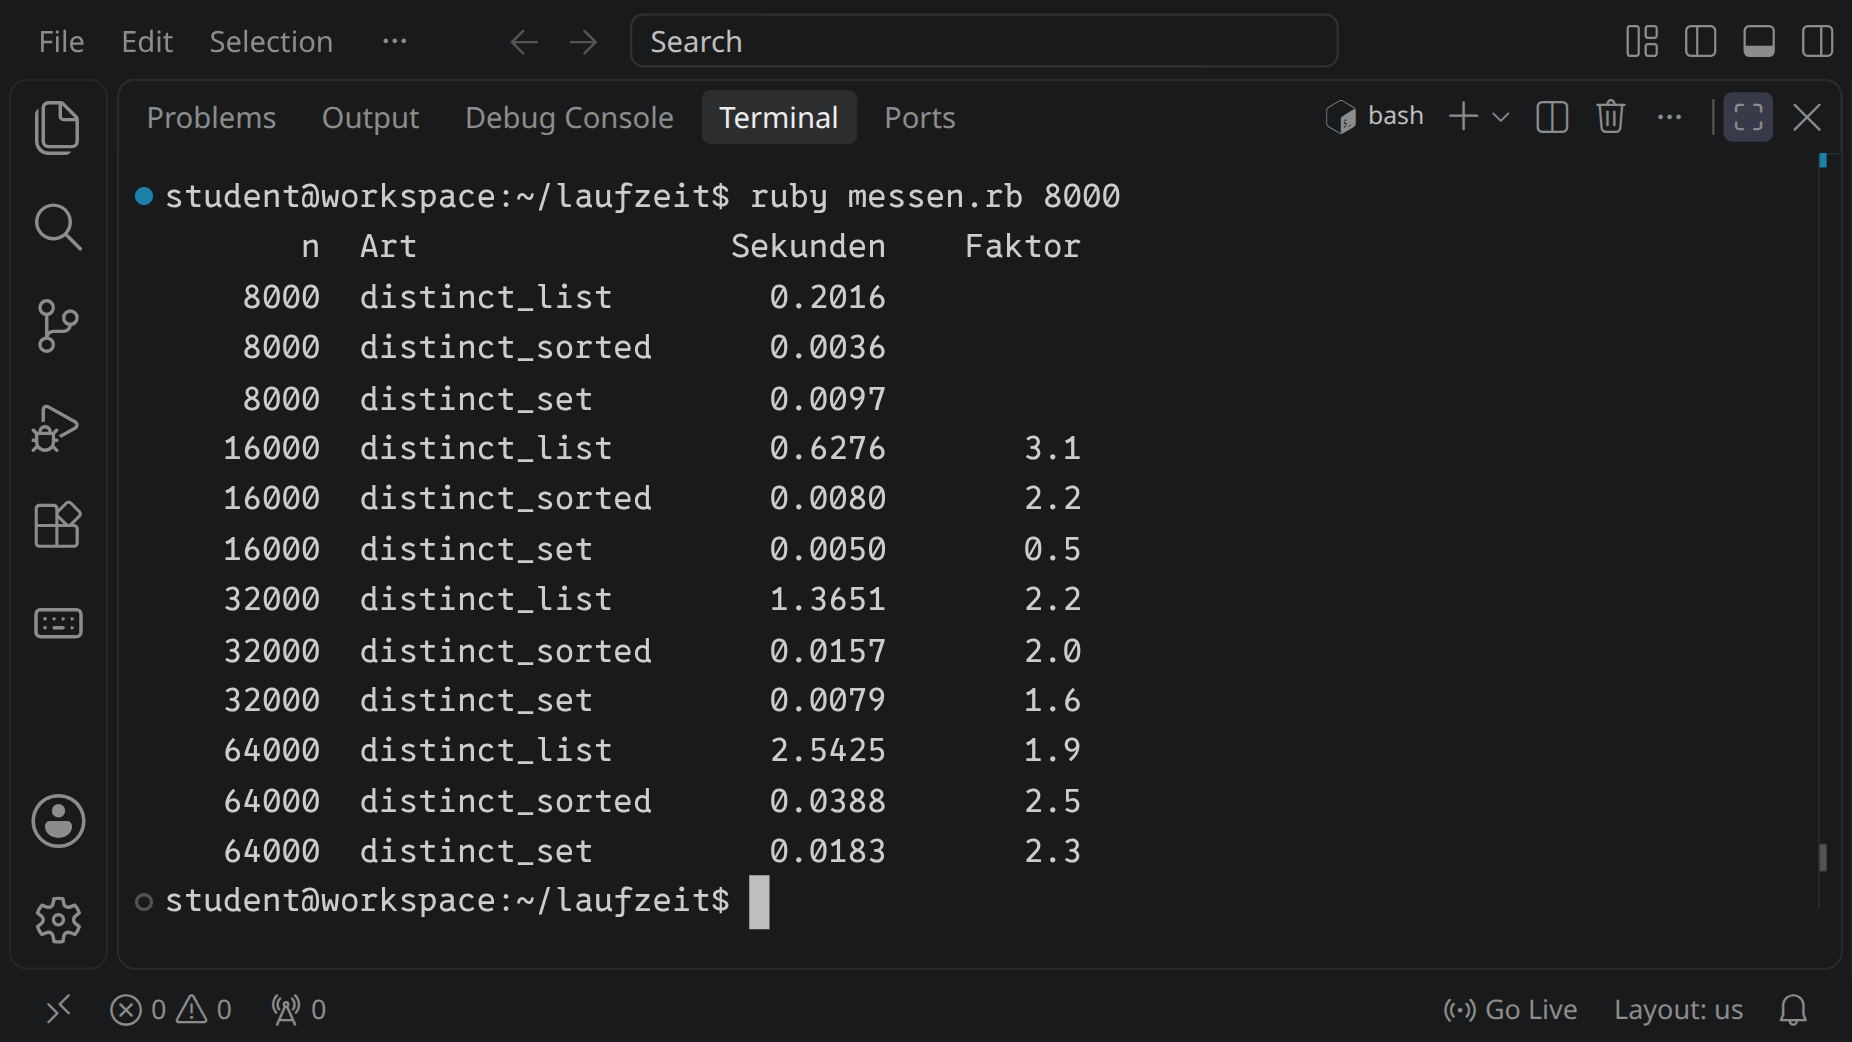 File Edit Selection ··· Search
Problems Output Debug Console Terminal Ports bash
student@workspace:~/laufzeit$ ruby messen.rb 8000
n Art Sekunden Faktor
8000 distinct_list 0.2016
8000 distinct_sorted 0.0036
8000 distinct_set 0.0097
16000 distinct_list 0.6276 3.1
16000 distinct_sorted 0.0080 2.2
16000 distinct_set 0.0050 0.5
32000 distinct_list 1.3651 2.2
32000 distinct_sorted 0.0157 2.0
32000 distinct_set 0.0079 1.6
64000 distinct_list 2.5425 1.9
64000 distinct_sorted 0.0388 2.5
64000 distinct_set 0.0183 2.3
student@workspace:~/laufzeit$
0 0 0 Go Live Layout: us